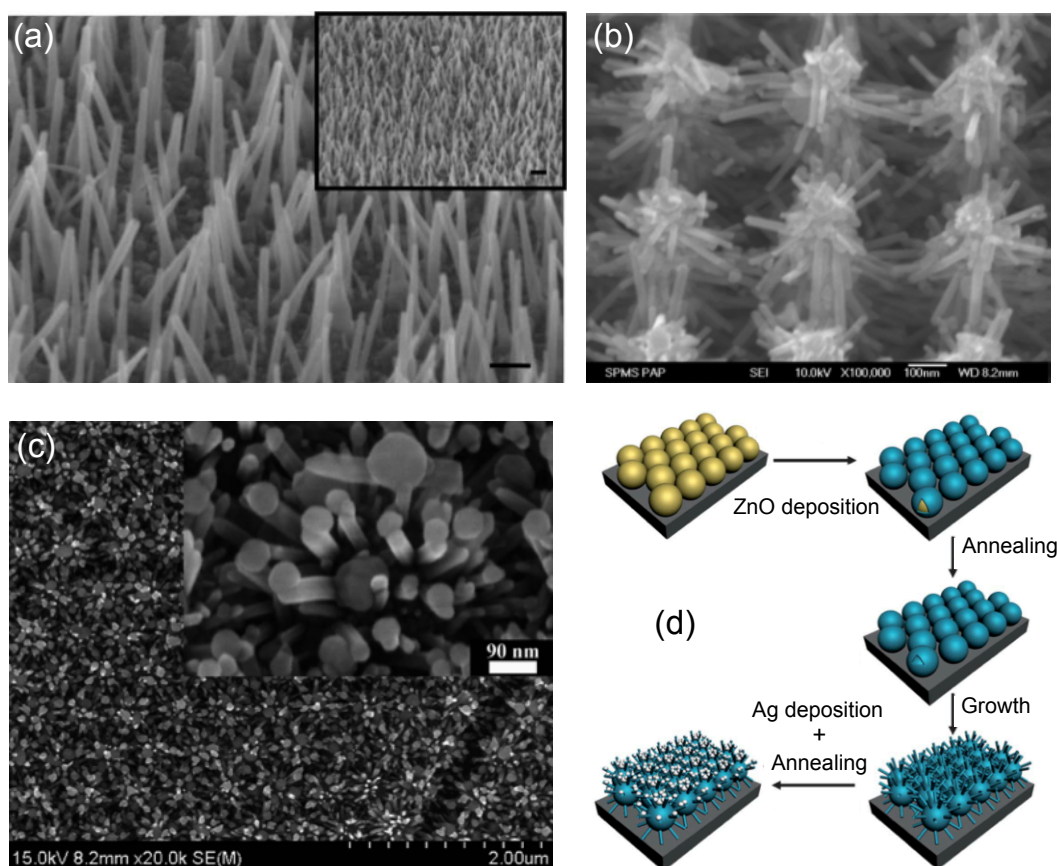 (a)
(b)
SPMS PAP SEI 10.0kV X100,000 100nm WD 8.2mm
(c)
90 nm
15.0kV 8.2mm x20.0k SE(M) 2.00um
ZnO deposition
Annealing
(d)
Growth
Ag deposition
+
Annealing